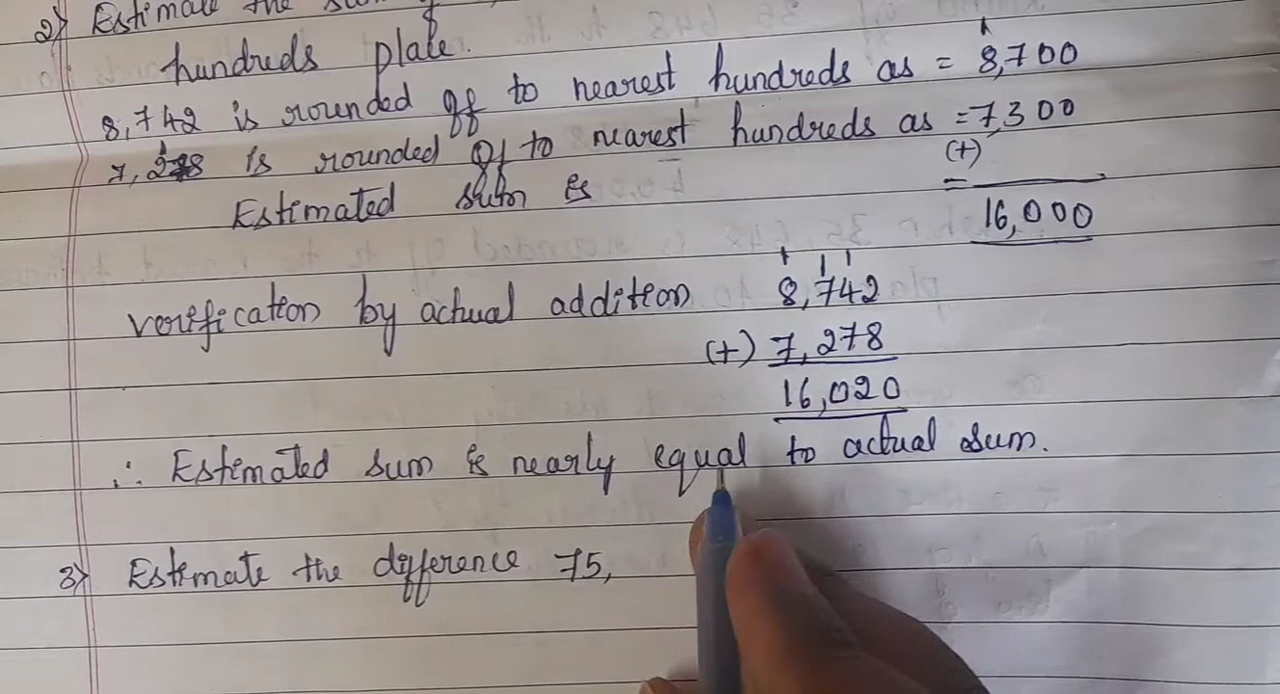 2) Estimate the sum
hundreds place.
8,742 is rounded off to nearest hundreds as = 8,700
7,278 is rounded off to nearest hundreds as = 7,300
(+)
Estimated sum is =
16,000
verification by actual addition 8,742
(+) 7,278
16,020
∴ Estimated sum is nearly equal to actual sum.
3) Estimate the difference 75,